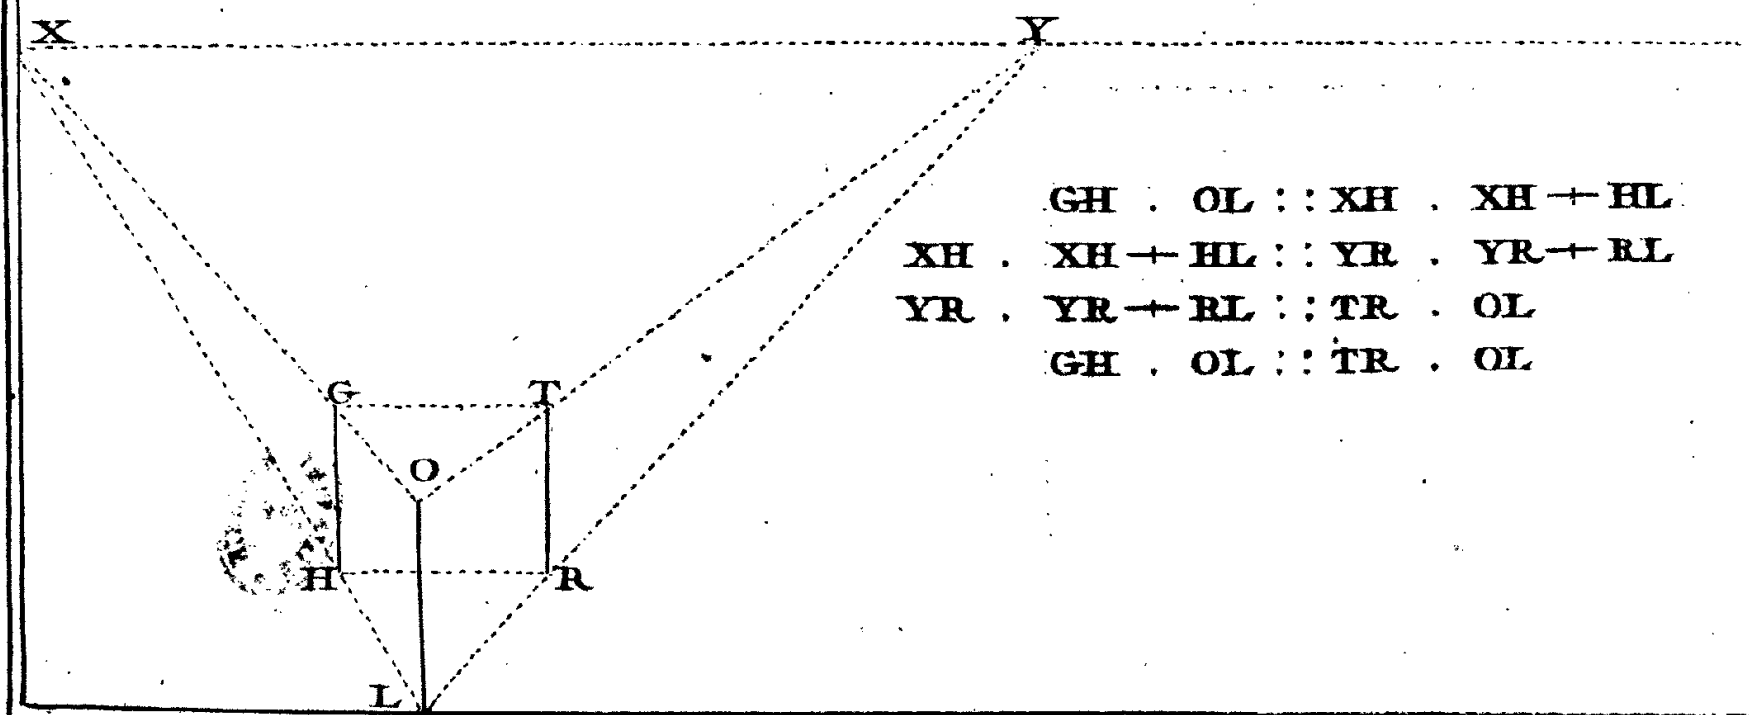 X Y
GH . OL :: XH . XH + HL
XH . XH + HL :: YR . YR + RL
YR . YR + RL :: TR . OL
GH . OL :: TR . OL
G T
O
H R
L